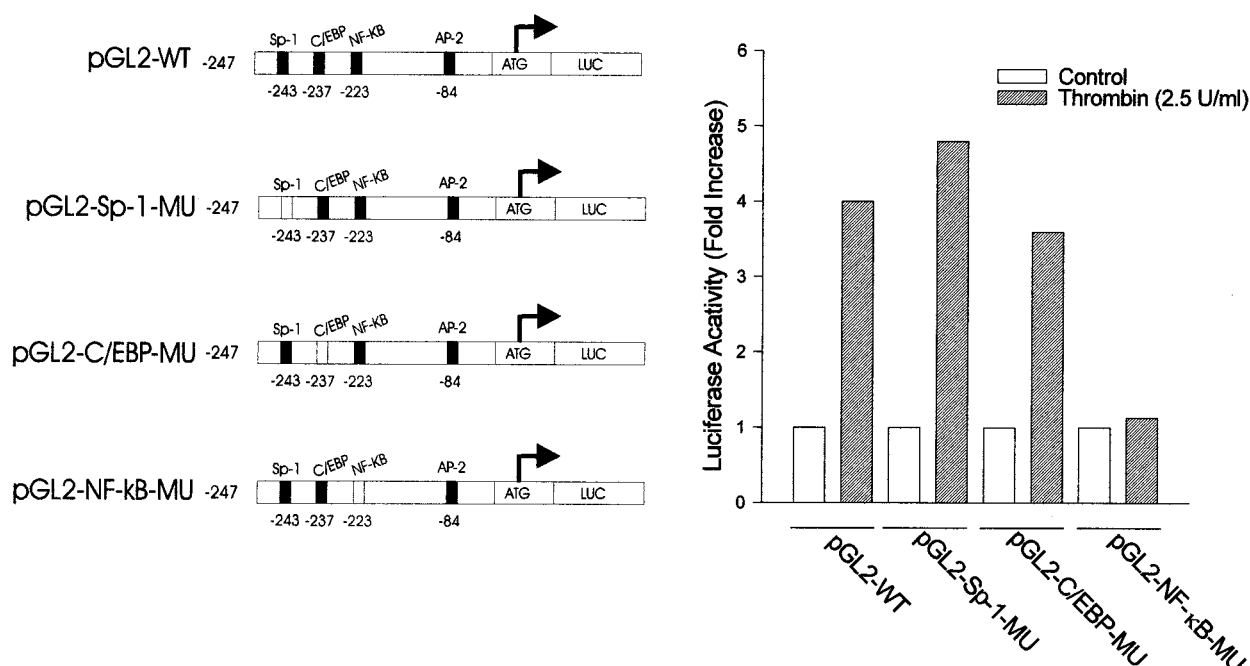 Sp-1 C/EBP NF-KB AP-2
pGL2-WT -247 ATG LUC
-243 -237 -223 -84
Sp-1 C/EBP NF-KB AP-2
pGL2-Sp-1-MU -247 ATG LUC
-243 -237 -223 -84
Sp-1 C/EBP NF-KB AP-2
pGL2-C/EBP-MU -247 ATG LUC
-243 -237 -223 -84
Sp-1 C/EBP NF-KB AP-2
pGL2-NF-kB-MU -247 ATG LUC
-243 -237 -223 -84
Luciferase Acativity (Fold Increase)
6
5
4
3
2
1
0
Control
Thrombin (2.5 U/ml)
pGL2-WT
pGL2-Sp-1-MU
pGL2-C/EBP-MU
pGL2-NF-κB-MU